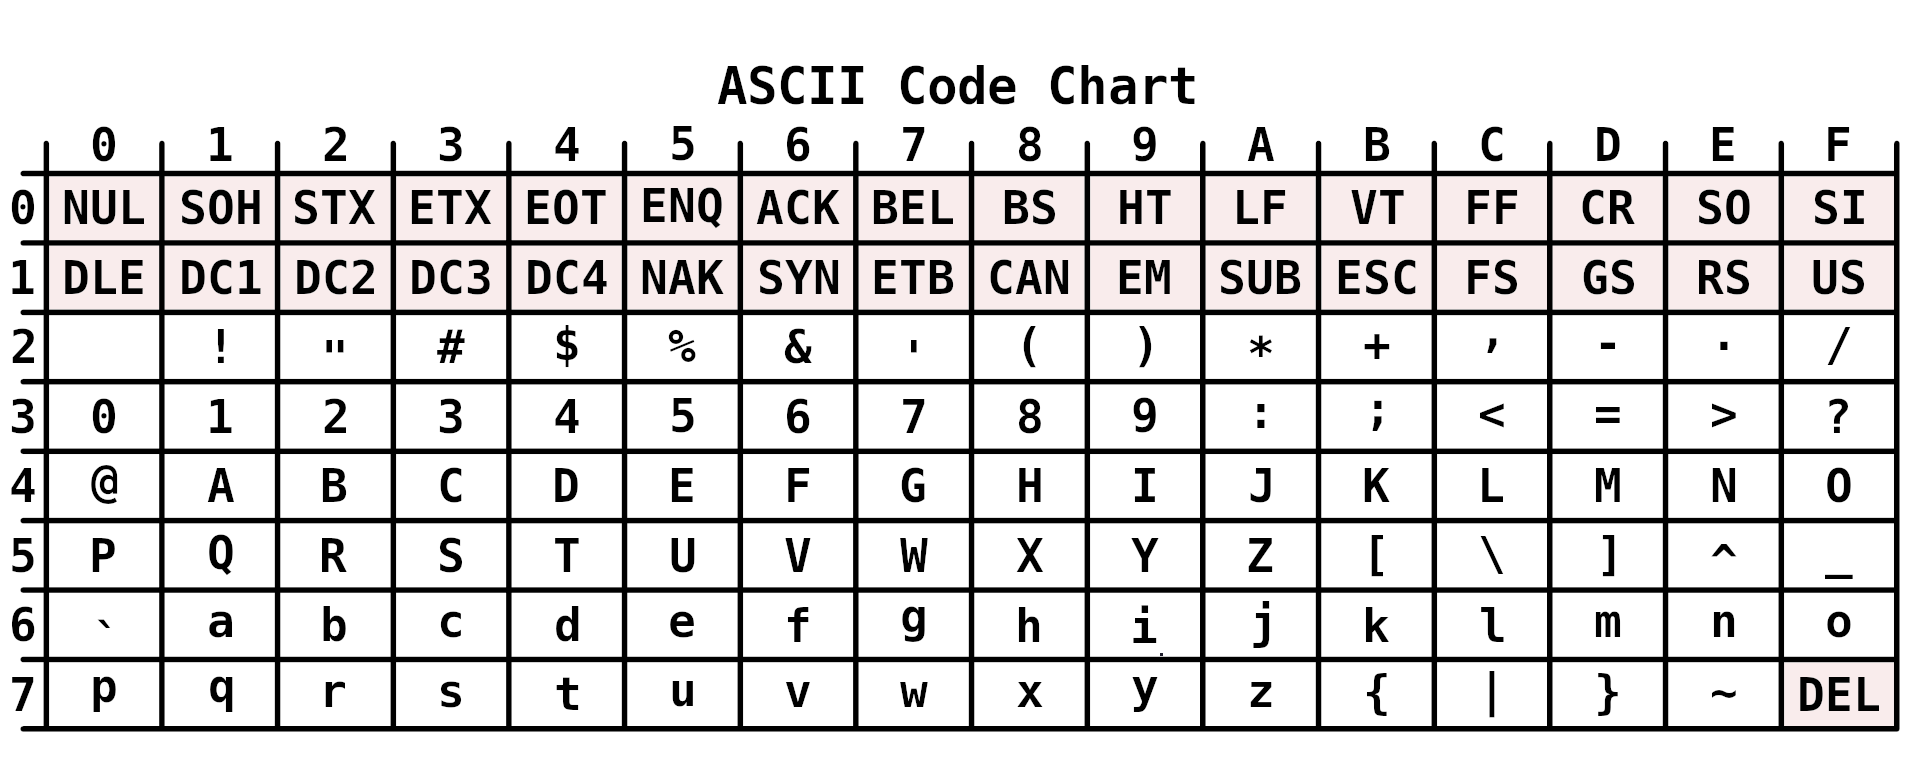 ASCII Code Chart
0 1 2 3 4 5 6 7 8 9 A B C D E F
0 NUL SOH STX ETX EOT ENQ ACK BEL BS HT LF VT FF CR SO SI
1 DLE DC1 DC2 DC3 DC4 NAK SYN ETB CAN EM SUB ESC FS GS RS US
2 ! " # $ % & ' ( ) * + , - . /
3 0 1 2 3 4 5 6 7 8 9 : ; < = > ?
4 @ A B C D E F G H I J K L M N O
5 P Q R S T U V W X Y Z [ \ ] ^ _
6 ` a b c d e f g h i j k l m n o
7 p q r s t u v w x y z { | } ~ DEL